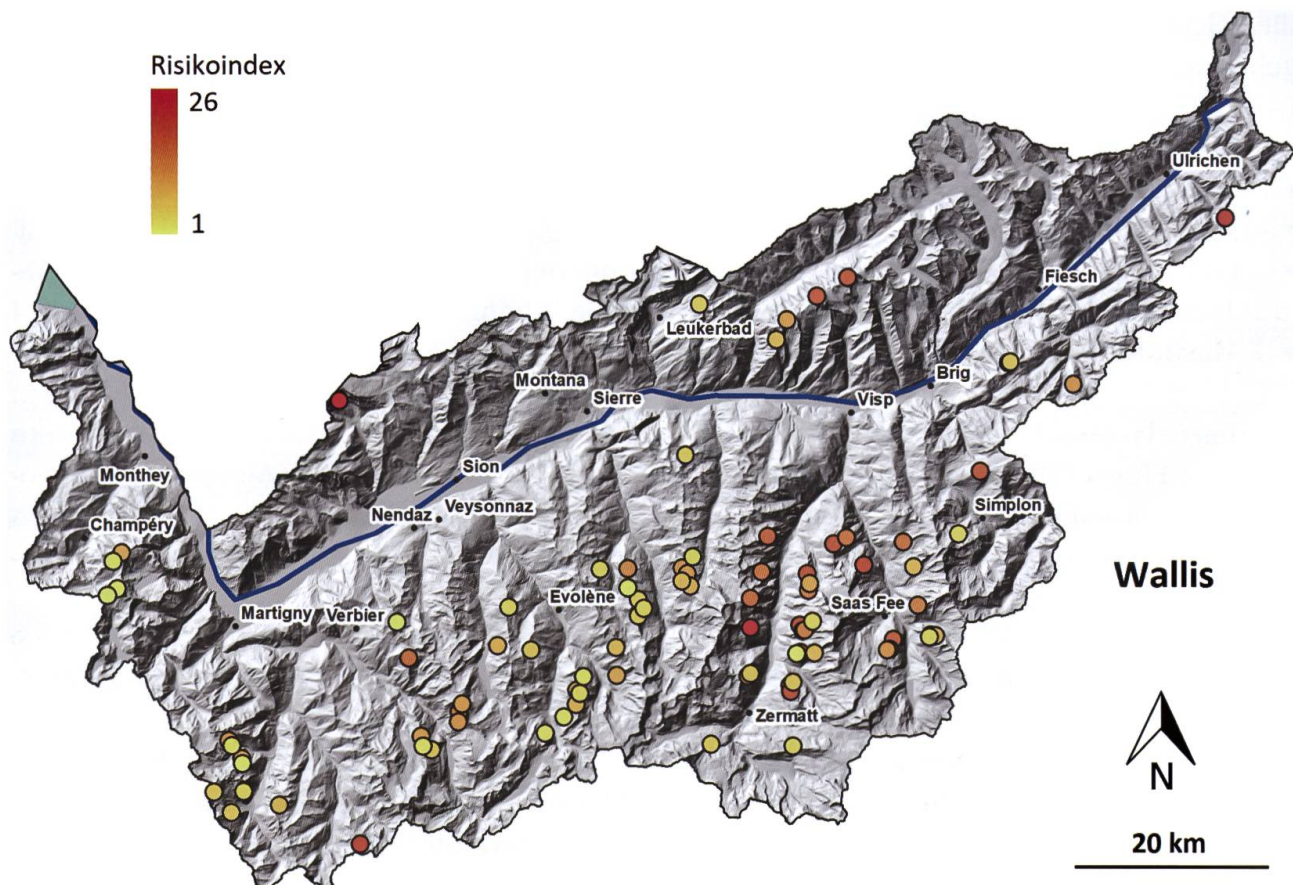 Risikoindex
26
1
Ulrichen
Fiesch
Leukerbad
Brig
Montana
Sierre
Visp
Monthey
Sion
Simplon
Champéry
Nendaz
Veysonnaz
Wallis
Evolène
Saas Fee
Martigny
Verbier
Zermatt
N
20 km